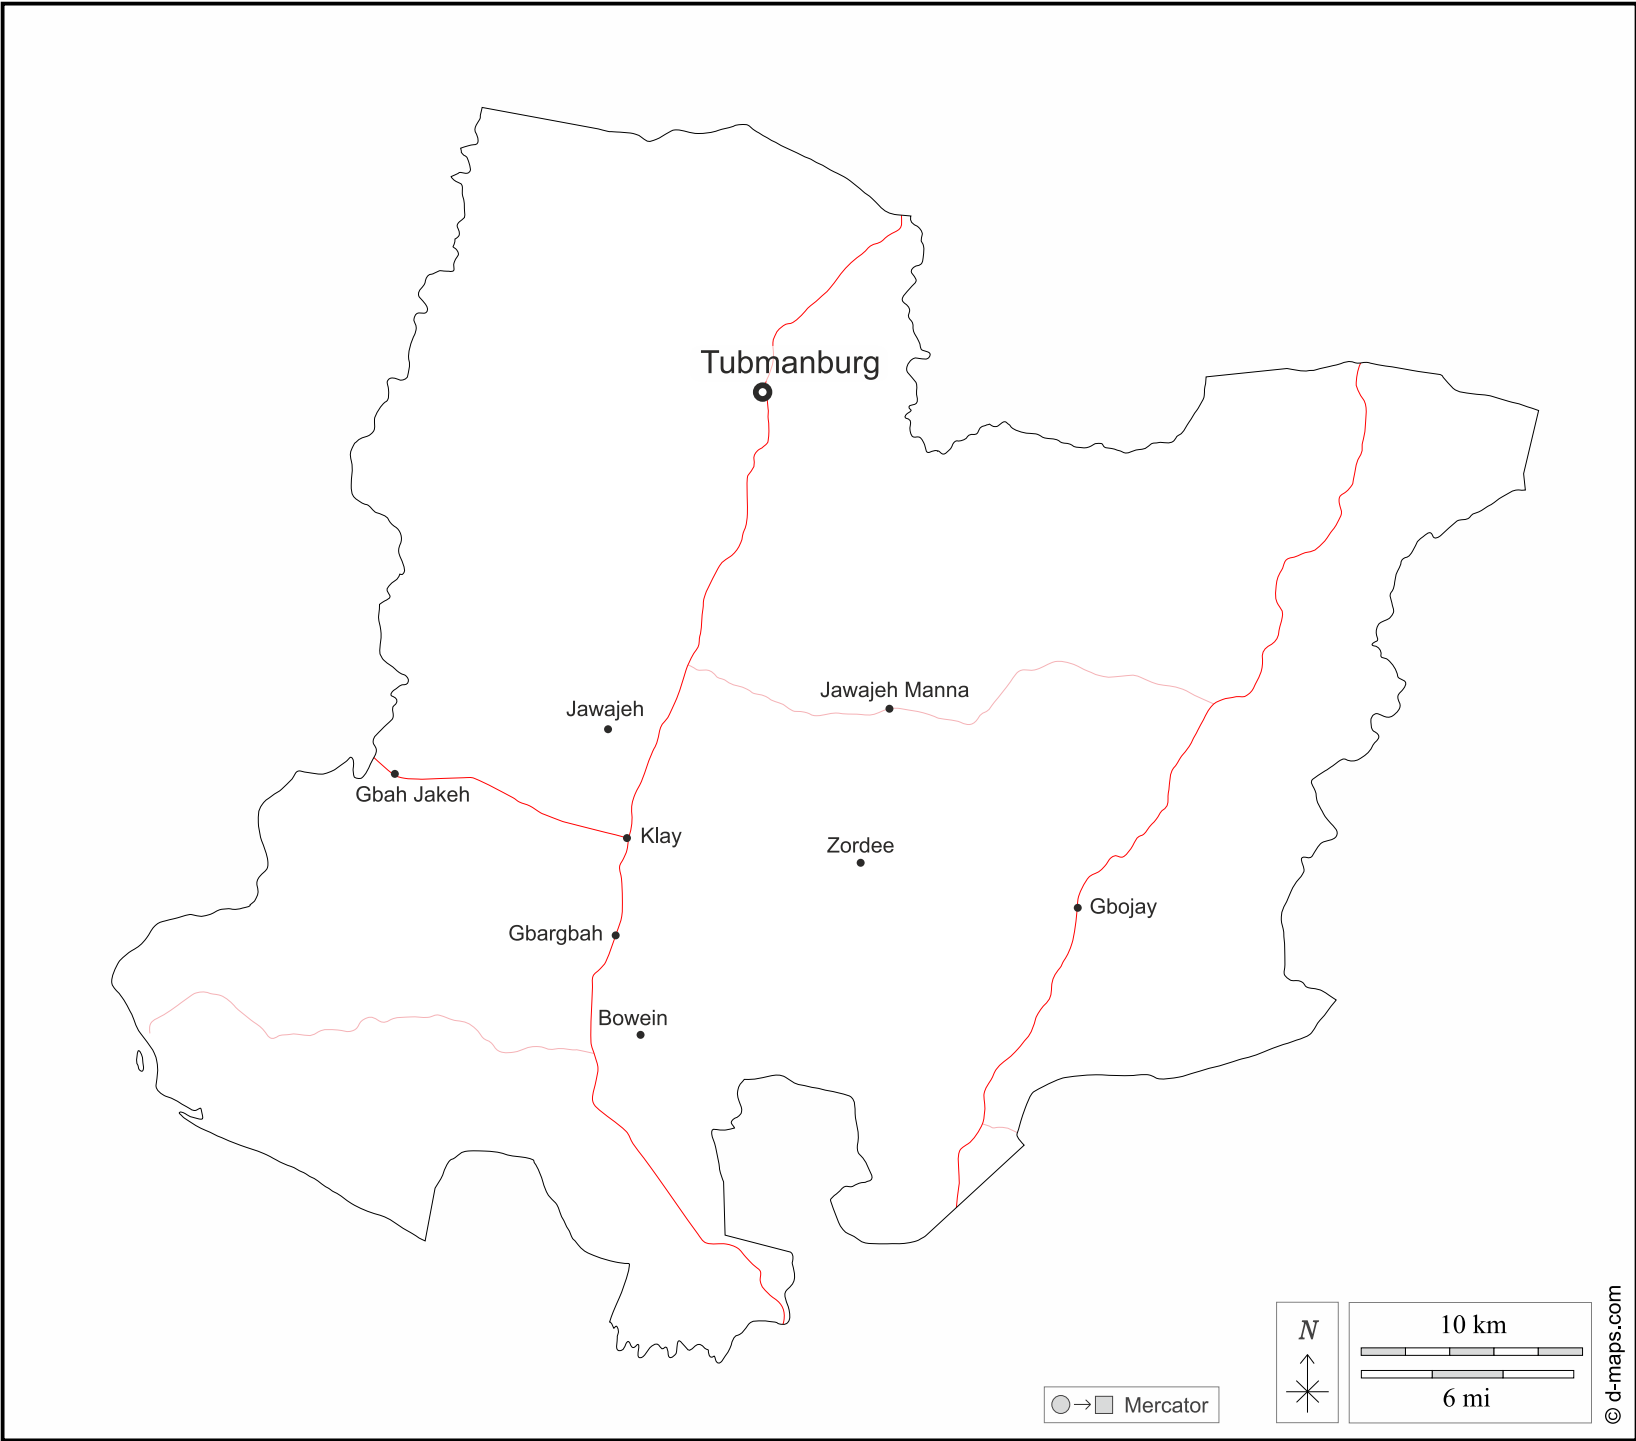 Tubmanburg
Jawajeh Manna
Jawajeh
Gbah Jakeh
Klay
Zordee
Gbojay
Gbargbah
Bowein
N
10 km
6 mi
Mercator
© d-maps.com